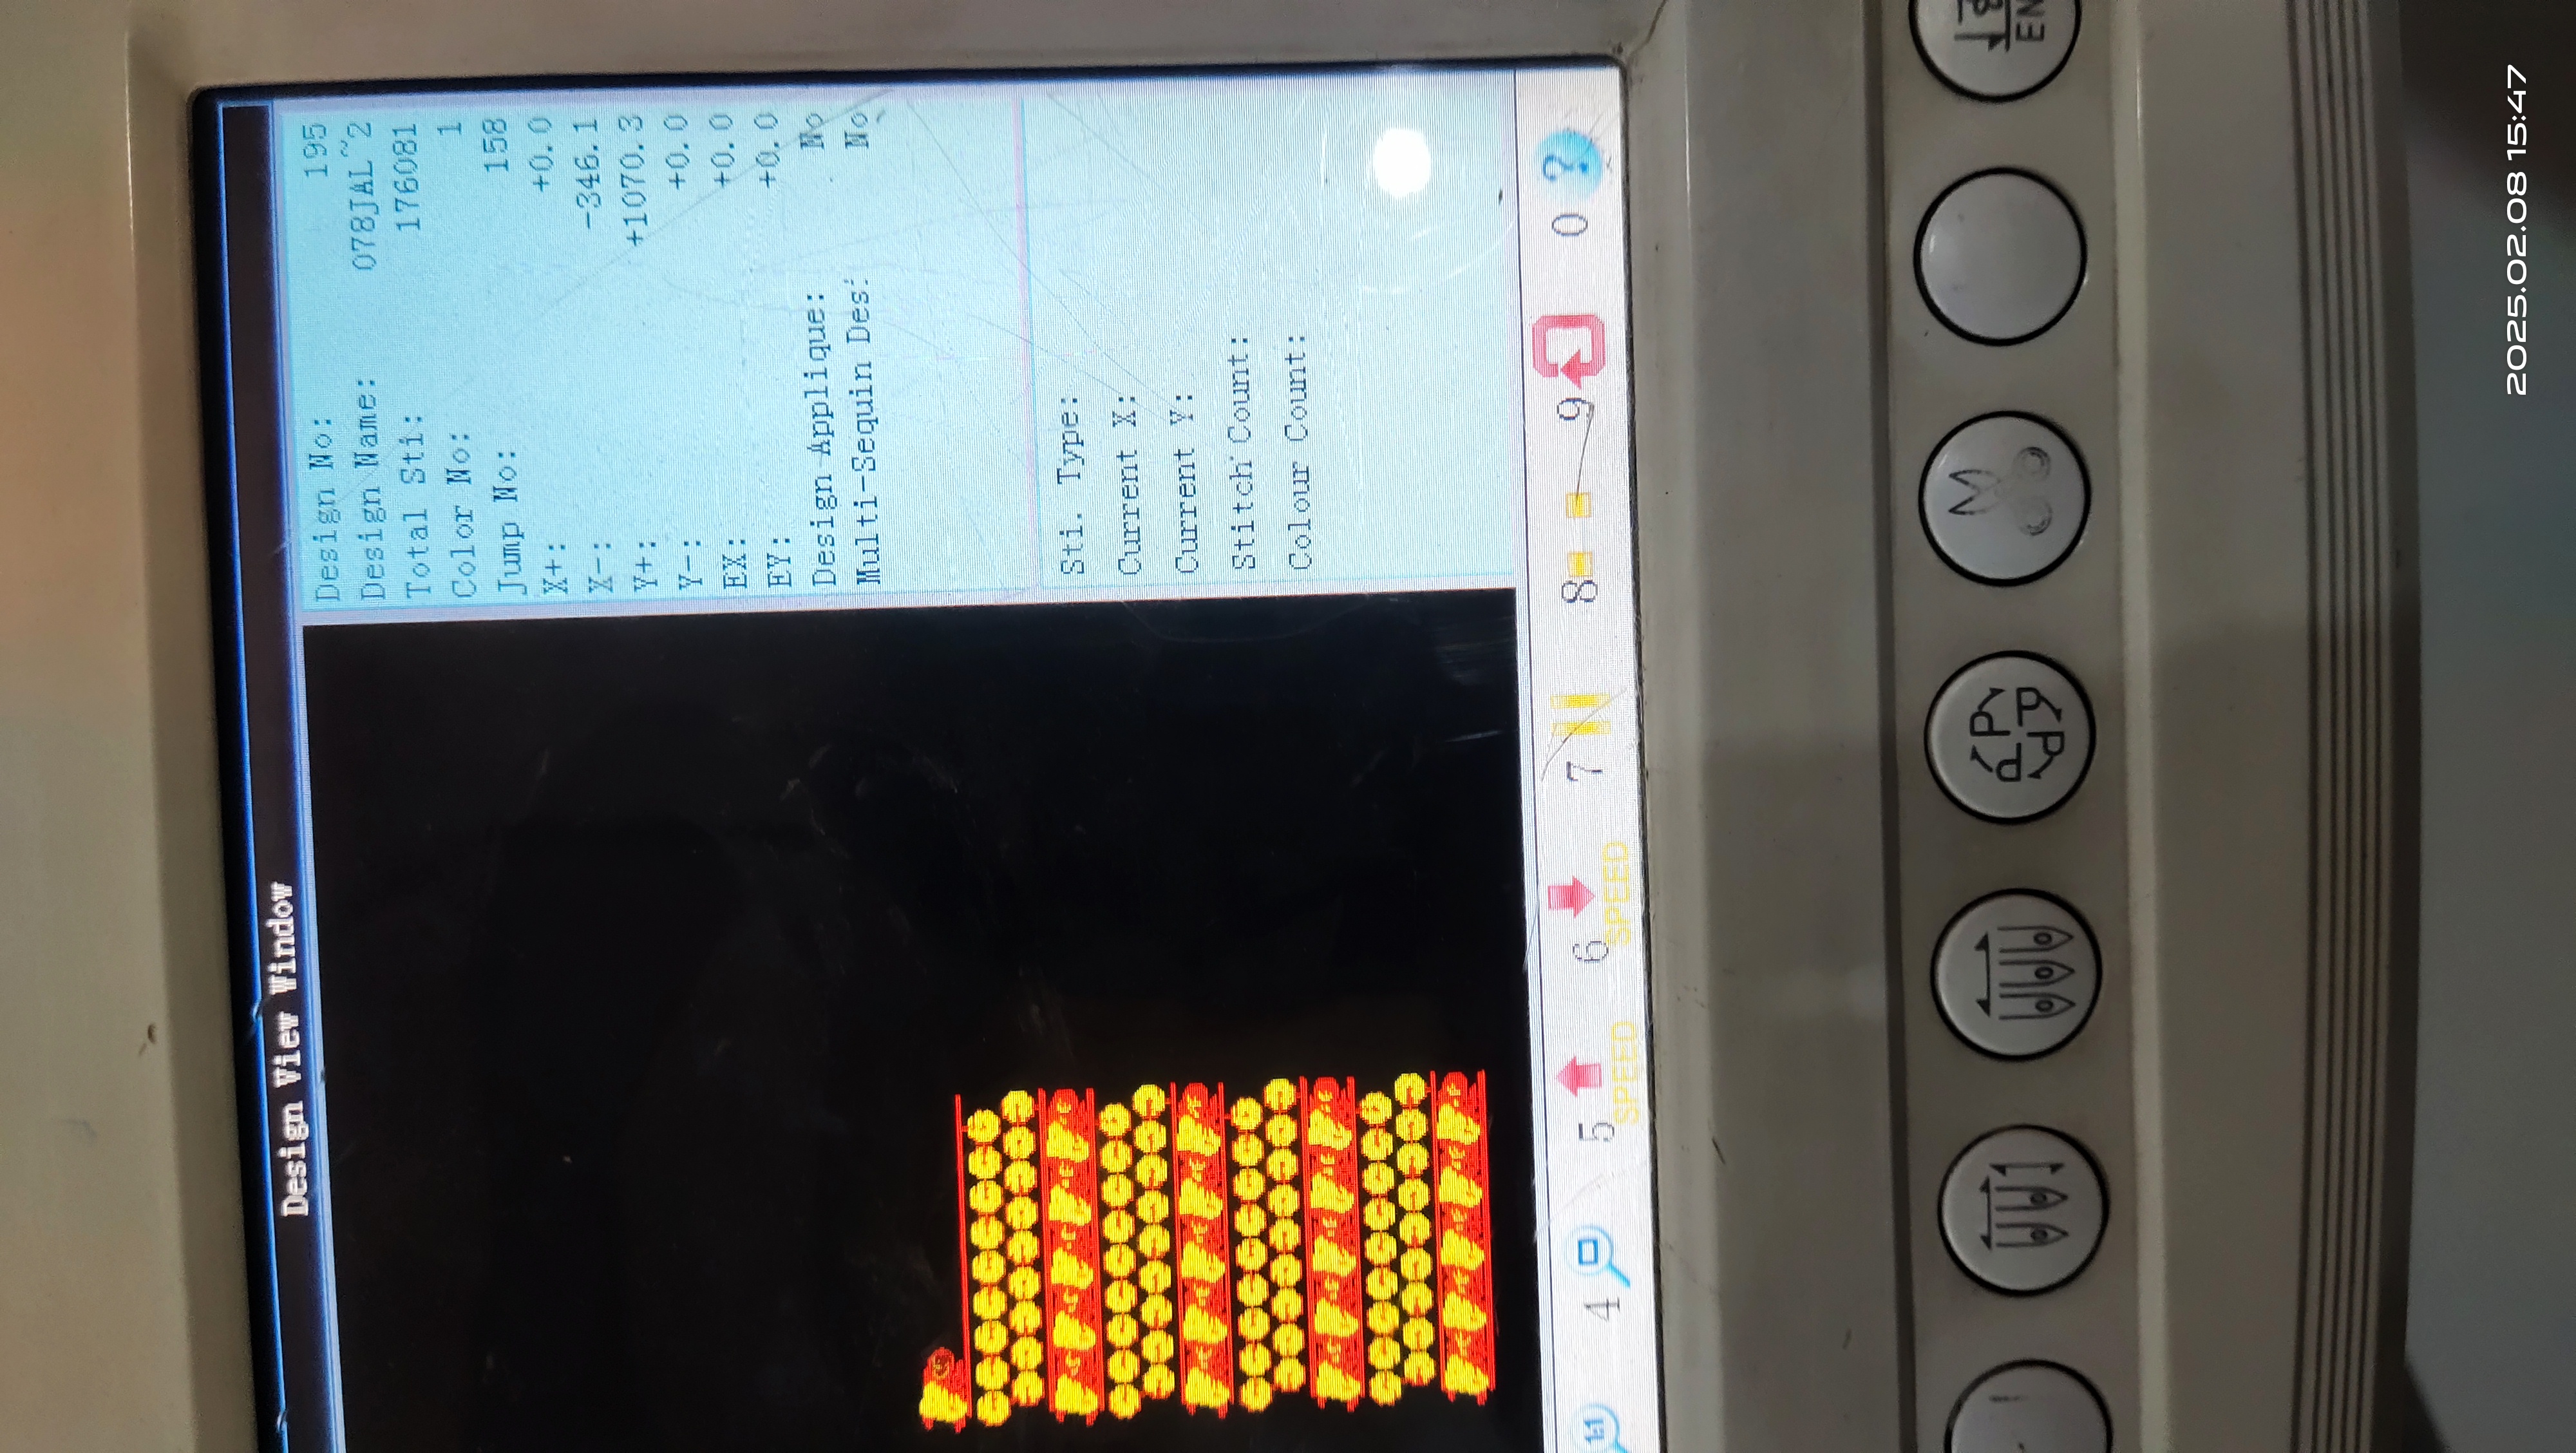 Design View Window
Design No: 195
Design Name: 078JAL~2
Total Sti: 176081
Color No: 1
Jump No: 158
X+: +0.0
X-: -346.1
Y+: +1070.3
Y-: +0.0
EX: +0.0
EY: +0.0
Design Applique: No
Multi-Sequin Des: No
Sti. Type:
Current X:
Current Y:
Stitch Count:
Colour Count:
1:1 4 5 SPEED 6 SPEED 7 8 9 0 ?
P P P P
EN
2025.02.08 15:47